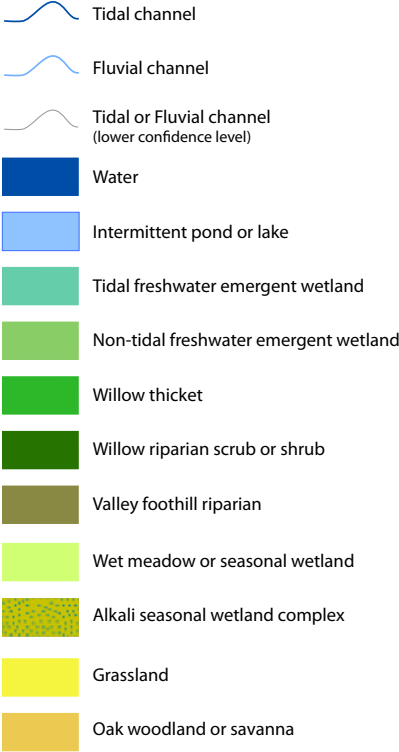 Tidal channel
Fluvial channel
Tidal or Fluvial channel
(lower confidence level)
Water
Intermittent pond or lake
Tidal freshwater emergent wetland
Non-tidal freshwater emergent wetland
Willow thicket
Willow riparian scrub or shrub
Valley foothill riparian
Wet meadow or seasonal wetland
Alkali seasonal wetland complex
Grassland
Oak woodland or savanna